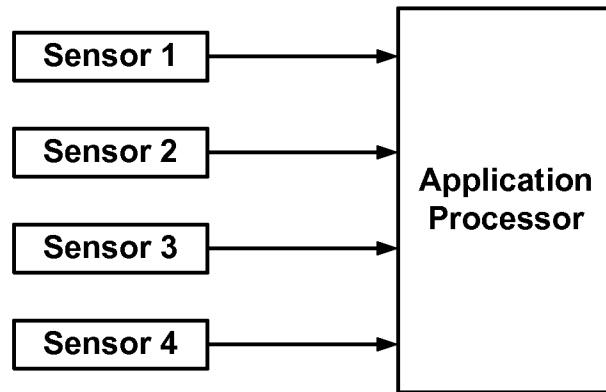 Sensor 1
Sensor 2
Sensor 3
Sensor 4
Application
Processor